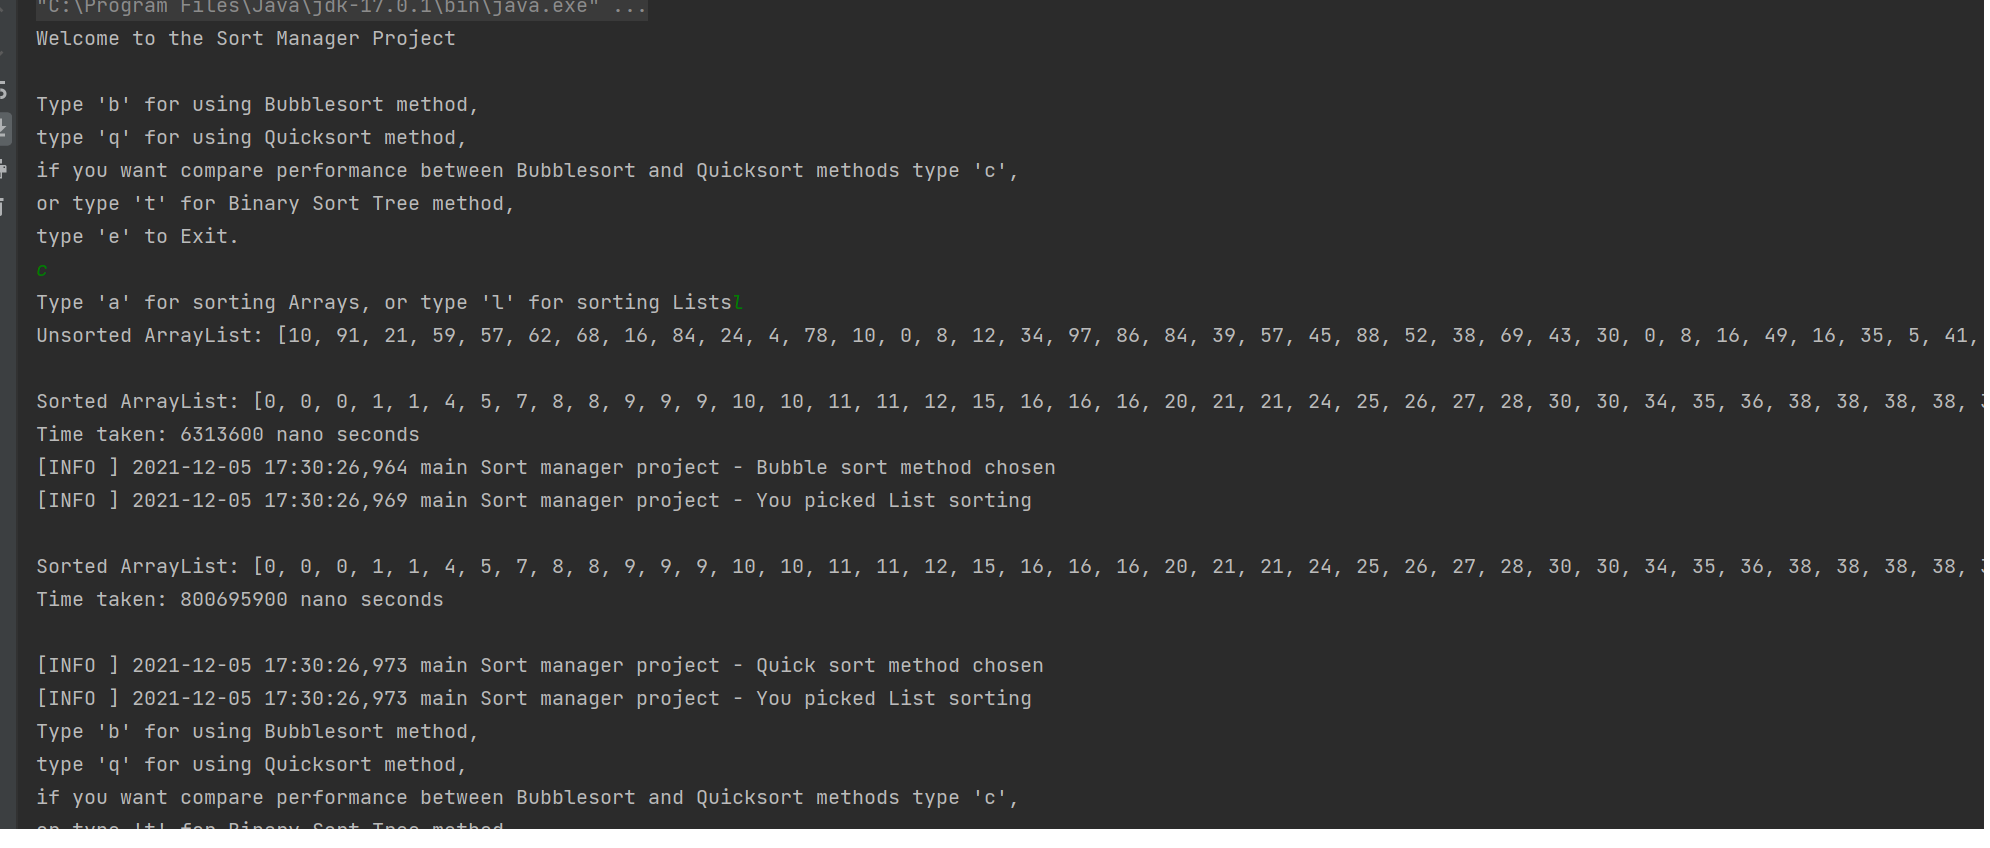 "C:\Program Files\Java\jdk-17.0.1\bin\java.exe" ...
Welcome to the Sort Manager Project
Type 'b' for using Bubblesort method,
type 'q' for using Quicksort method,
if you want compare performance between Bubblesort and Quicksort methods type 'c',
or type 't' for Binary Sort Tree method,
type 'e' to Exit.
c
Type 'a' for sorting Arrays, or type 'l' for sorting Listsl
Unsorted ArrayList: [10, 91, 21, 59, 57, 62, 68, 16, 84, 24, 4, 78, 10, 0, 8, 12, 34, 97, 86, 84, 39, 57, 45, 88, 52, 38, 69, 43, 30, 0, 8, 16, 49, 16, 35, 5, 41,
Sorted ArrayList: [0, 0, 0, 1, 1, 4, 5, 7, 8, 8, 9, 9, 9, 10, 10, 11, 11, 12, 15, 16, 16, 16, 20, 21, 21, 24, 25, 26, 27, 28, 30, 30, 34, 35, 36, 38, 38, 38, 38,
Time taken: 6313600 nano seconds
[INFO ] 2021-12-05 17:30:26,964 main Sort manager project - Bubble sort method chosen
[INFO ] 2021-12-05 17:30:26,969 main Sort manager project - You picked List sorting
Sorted ArrayList: [0, 0, 0, 1, 1, 4, 5, 7, 8, 8, 9, 9, 9, 10, 10, 11, 11, 12, 15, 16, 16, 16, 20, 21, 21, 24, 25, 26, 27, 28, 30, 30, 34, 35, 36, 38, 38, 38, 38,
Time taken: 800695900 nano seconds
[INFO ] 2021-12-05 17:30:26,973 main Sort manager project - Quick sort method chosen
[INFO ] 2021-12-05 17:30:26,973 main Sort manager project - You picked List sorting
Type 'b' for using Bubblesort method,
type 'q' for using Quicksort method,
if you want compare performance between Bubblesort and Quicksort methods type 'c',
or type 't' for Binary Sort Tree method